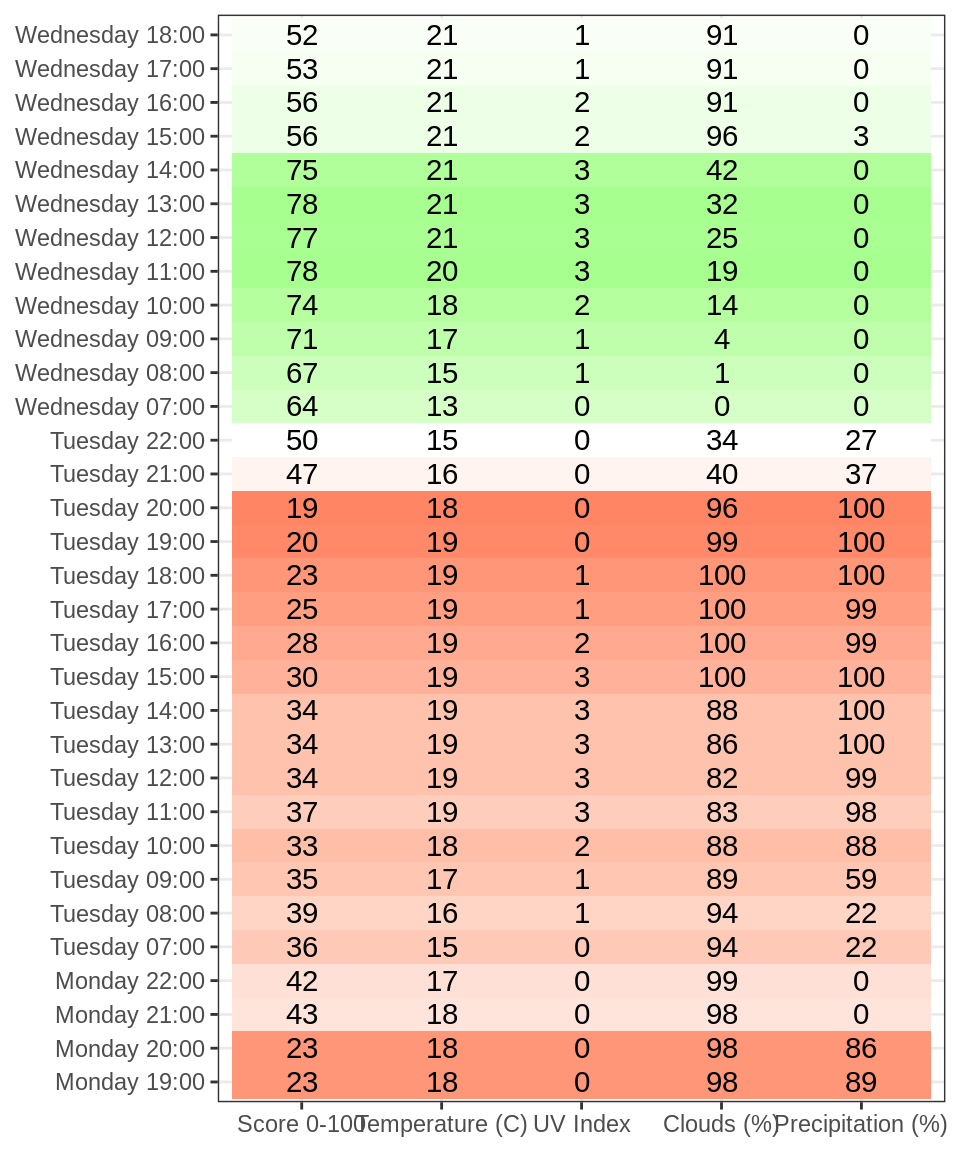 Wednesday 18:00 52 21 1 91 0
Wednesday 17:00 53 21 1 91 0
Wednesday 16:00 56 21 2 91 0
Wednesday 15:00 56 21 2 96 3
Wednesday 14:00 75 21 3 42 0
Wednesday 13:00 78 21 3 32 0
Wednesday 12:00 77 21 3 25 0
Wednesday 11:00 78 20 3 19 0
Wednesday 10:00 74 18 2 14 0
Wednesday 09:00 71 17 1 4 0
Wednesday 08:00 67 15 1 1 0
Wednesday 07:00 64 13 0 0 0
Tuesday 22:00 50 15 0 34 27
Tuesday 21:00 47 16 0 40 37
Tuesday 20:00 19 18 0 96 100
Tuesday 19:00 20 19 0 99 100
Tuesday 18:00 23 19 1 100 100
Tuesday 17:00 25 19 1 100 99
Tuesday 16:00 28 19 2 100 99
Tuesday 15:00 30 19 3 100 100
Tuesday 14:00 34 19 3 88 100
Tuesday 13:00 34 19 3 86 100
Tuesday 12:00 34 19 3 82 99
Tuesday 11:00 37 19 3 83 98
Tuesday 10:00 33 18 2 88 88
Tuesday 09:00 35 17 1 89 59
Tuesday 08:00 39 16 1 94 22
Tuesday 07:00 36 15 0 94 22
Monday 22:00 42 17 0 99 0
Monday 21:00 43 18 0 98 0
Monday 20:00 23 18 0 98 86
Monday 19:00 23 18 0 98 89
Score 0-100 Temperature (C) UV Index Clouds (%) Precipitation (%)